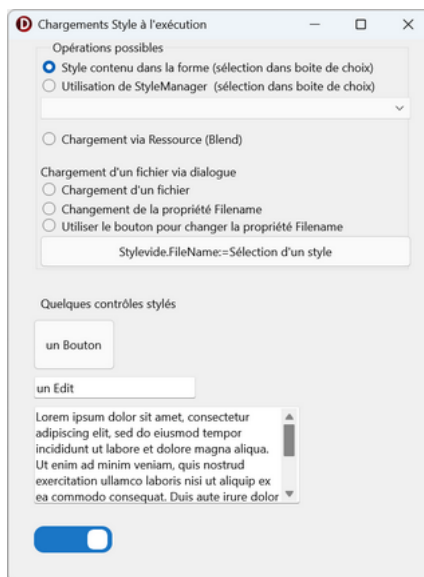 Chargements Style à l'exécution
Opérations possibles
Style contenu dans la forme (sélection dans boite de choix)
Utilisation de StyleManager (sélection dans boite de choix)
Chargement via Ressource (Blend)
Chargement d'un fichier via dialogue
Chargement d'un fichier
Changement de la propriété Filename
Utiliser le bouton pour changer la propriété Filename
Stylevide.FileName:=Sélection d'un style
Quelques contrôles stylés
un Bouton
un Edit
Lorem ipsum dolor sit amet, consectetur
adipiscing elit, sed do eiusmod tempor
incididunt ut labore et dolore magna aliqua.
Ut enim ad minim veniam, quis nostrud
exercitation ullamco laboris nisi ut aliquip ex
ea commodo consequat. Duis aute irure dolor